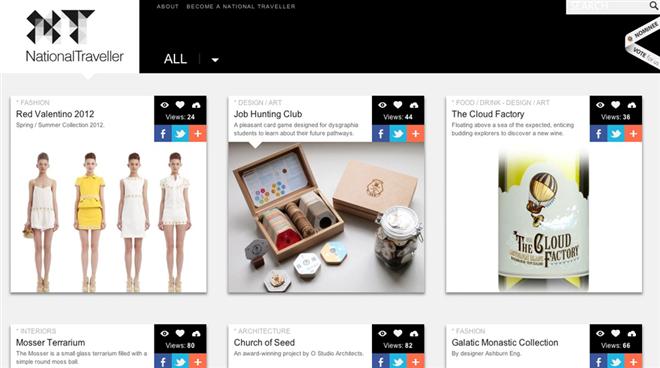 ABOUT BECOME A NATIONAL TRAVELLER
SEARCH
NT
NationalTraveller
ALL
NOMINEE
VOTE for us
* FASHION
Red Valentino 2012
Spring / Summer Collection 2012.
Views: 24
* DESIGN / ART
Job Hunting Club
A pleasant card game designed for dysgraphia
students to learn about their future pathways.
Views: 44
* FOOD / DRINK - DESIGN / ART
The Cloud Factory
Floating above a sea of the expected, enticing
budding explorers to discover a new wine.
Views: 36
THE CLOUD
FACTORY
* INTERIORS
Mosser Terrarium
The Mosser is a small glass terrarium filled with a
simple round moss ball.
Views: 80
* ARCHITECTURE
Church of Seed
An award-winning project by O Studio Architects.
Views: 82
* FASHION
Galatic Monastic Collection
By designer Ashburn Eng.
Views: 66